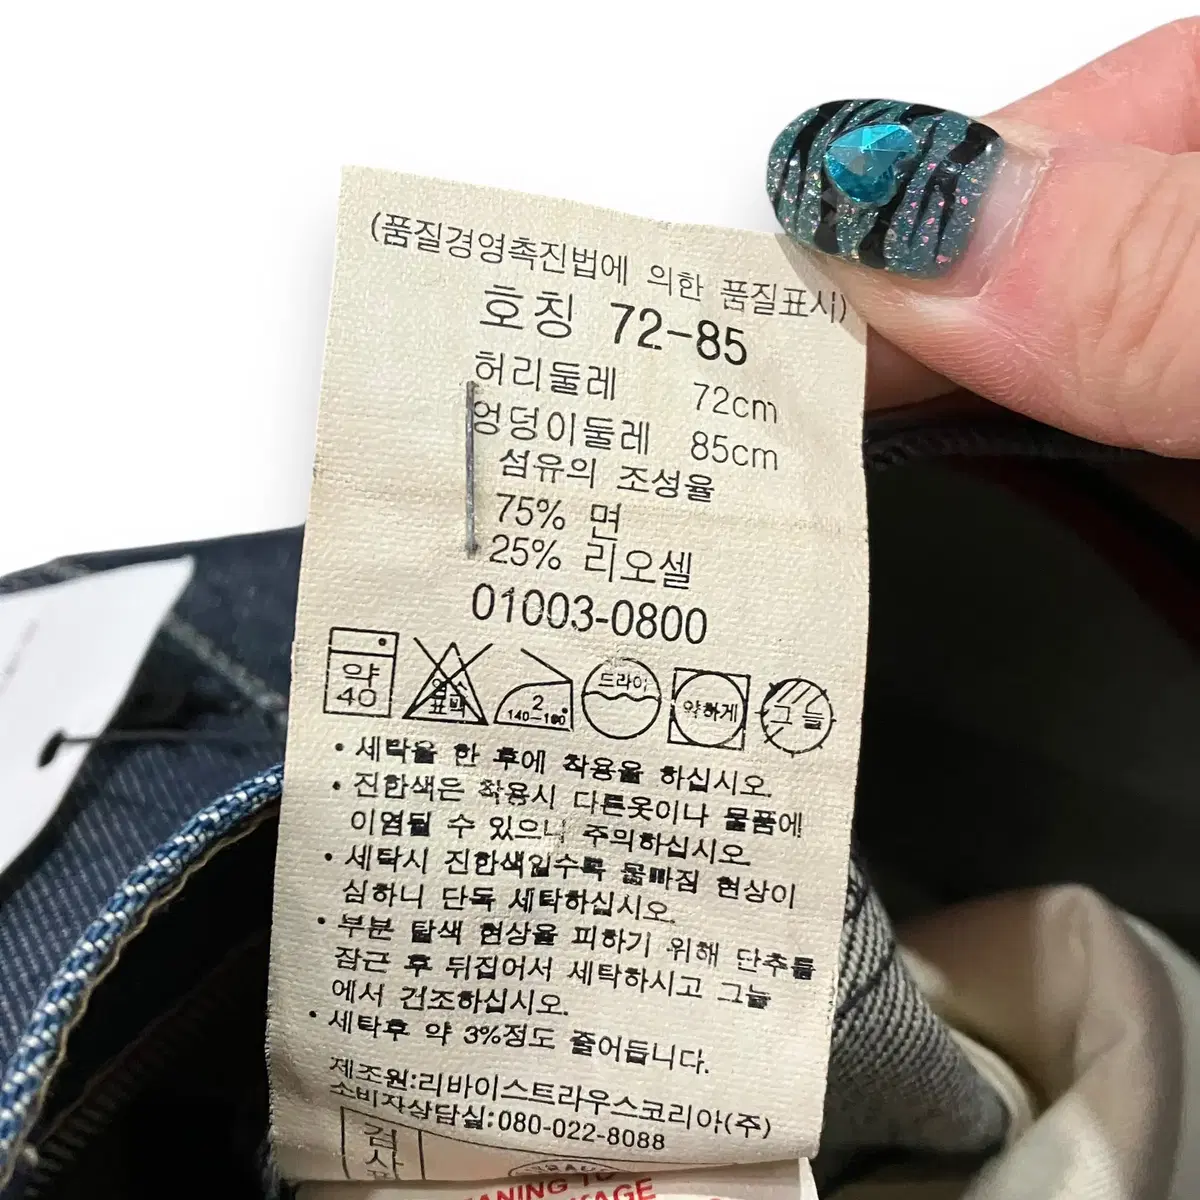 (품질경영촉진법에 의한 품질표시)
호칭 72-85
허리둘레 72cm
엉덩이둘레 85cm
섬유의 조성율
75% 면
25% 리오셀
01003-0800
약 40
염소 표백
2 140-160°
드라이
약하게
그늘
• 세탁을 한 후에 착용을 하십시오.
• 진한색은 착용시 다른옷이나 물품에
이염될 수 있으니 주의하십시오.
• 세탁시 진한색일수록 물빠짐 현상이
심하니 단독 세탁하십시오.
• 부분 탈색 현상을 피하기 위해 단추를
잠근 후 뒤집어서 세탁하시고 그늘
에서 건조하십시오.
• 세탁후 약 3%정도 줄어듭니다.
제조원:리바이스트라우스코리아(주)
소비자상담실:080-022-8088
검사